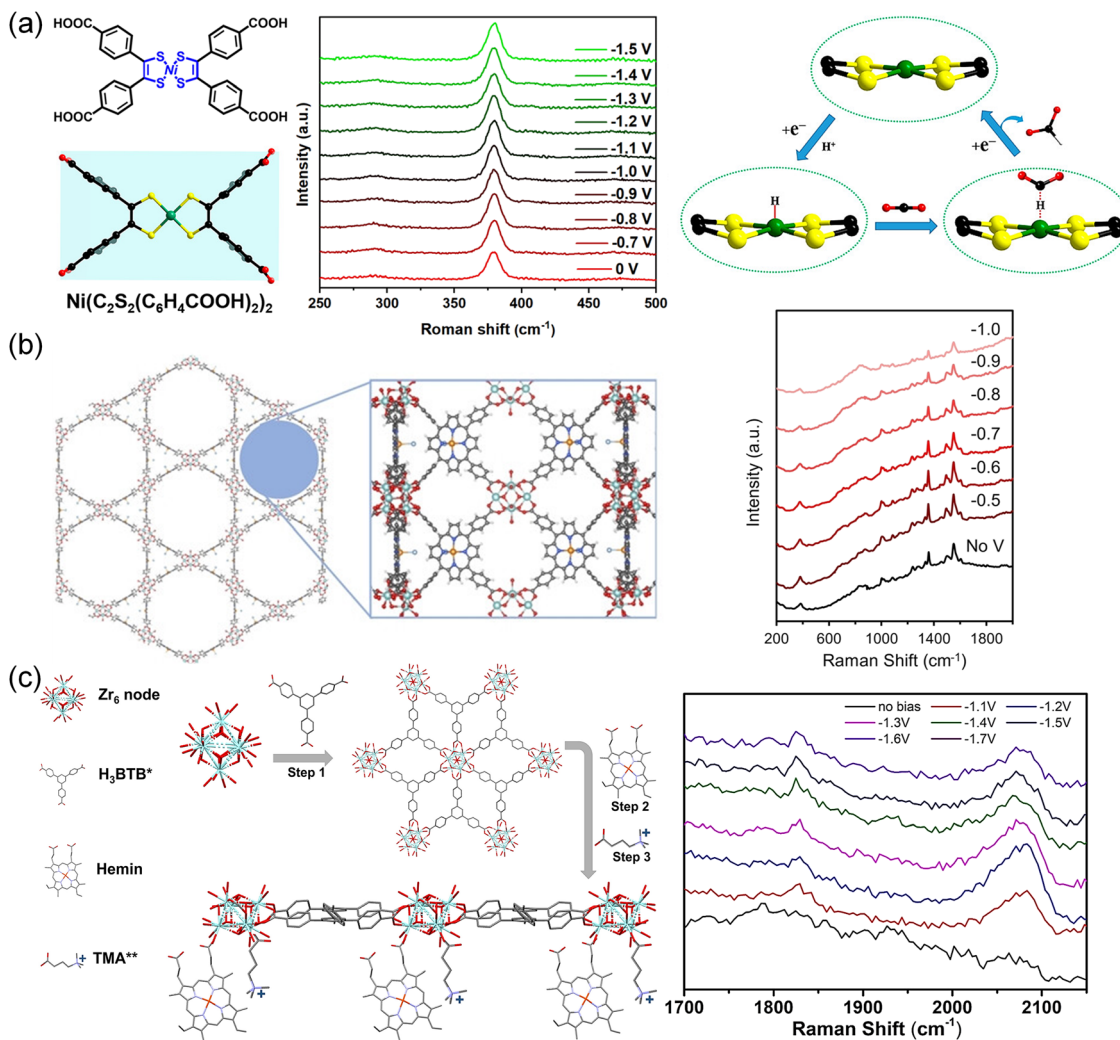 (a)
HOOC
COOH
S S
Ni
S S
HOOC
COOH
Ni(C₂S₂(C₆H₄COOH)₂)₂
Intensity (a.u.)
-1.5 V
-1.4 V
-1.3 V
-1.2 V
-1.1 V
-1.0 V
-0.9 V
-0.8 V
-0.7 V
0 V
250 300 350 400 450 500
Roman shift (cm⁻¹)
+e⁻
H⁺
+e⁻
H
H
(b)
Intensity (a.u.)
-1.0
-0.9
-0.8
-0.7
-0.6
-0.5
No V
200 600 1000 1400 1800
Raman Shift (cm⁻¹)
(c)
Zr₆ node
H₃BTB*
Hemin
TMA**
+
Step 1
Step 2
+
Step 3
+ + +
no bias -1.1V -1.2V
-1.3V -1.4V -1.5V
-1.6V -1.7V
1700 1800 1900 2000 2100
Raman Shift (cm⁻¹)